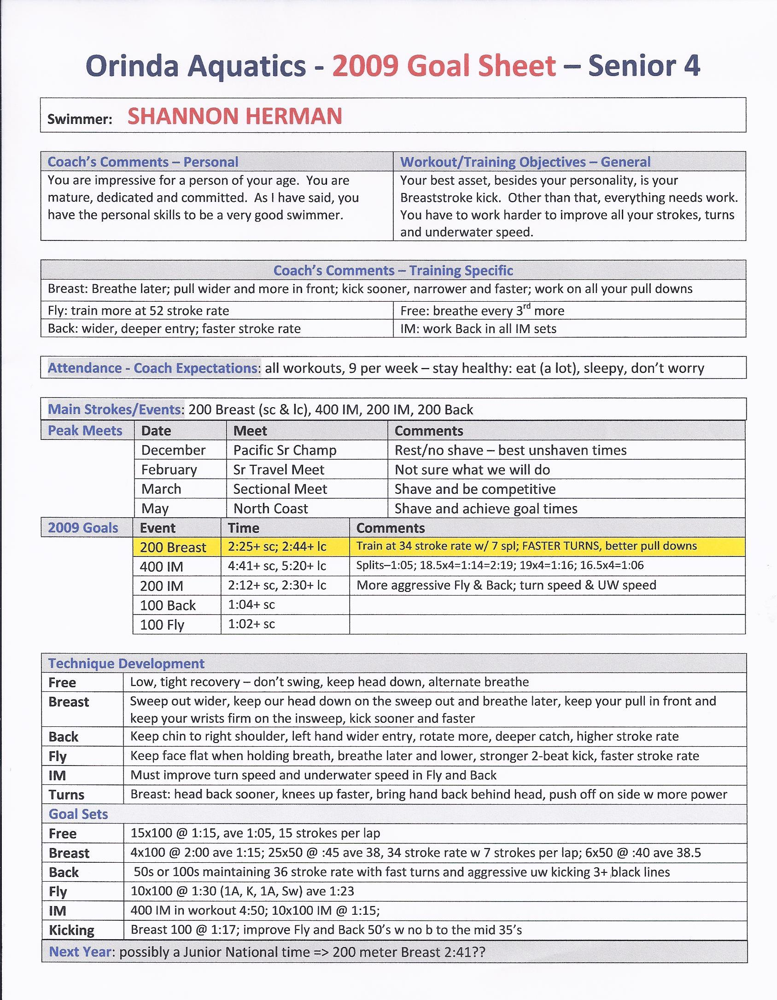 Orinda Aquatics - 2009 Goal Sheet – Senior 4
Swimmer: SHANNON HERMAN
Coach's Comments – Personal
You are impressive for a person of your age. You are
mature, dedicated and committed. As I have said, you
have the personal skills to be a very good swimmer.
Workout/Training Objectives – General
Your best asset, besides your personality, is your
Breaststroke kick. Other than that, everything needs work.
You have to work harder to improve all your strokes, turns
and underwater speed.
Coach's Comments – Training Specific
Breast: Breathe later; pull wider and more in front; kick sooner, narrower and faster; work on all your pull downs
Fly: train more at 52 stroke rate
Free: breathe every 3rd more
Back: wider, deeper entry; faster stroke rate
IM: work Back in all IM sets
Attendance - Coach Expectations: all workouts, 9 per week – stay healthy: eat (a lot), sleepy, don't worry
Main Strokes/Events: 200 Breast (sc & lc), 400 IM, 200 IM, 200 Back
Peak Meets Date Meet Comments
December Pacific Sr Champ Rest/no shave – best unshaven times
February Sr Travel Meet Not sure what we will do
March Sectional Meet Shave and be competitive
May North Coast Shave and achieve goal times
2009 Goals Event Time Comments
200 Breast 2:25+ sc; 2:44+ lc Train at 34 stroke rate w/ 7 spl; FASTER TURNS, better pull downs
400 IM 4:41+ sc, 5:20+ lc Splits–1:05; 18.5x4=1:14=2:19; 19x4=1:16; 16.5x4=1:06
200 IM 2:12+ sc, 2:30+ lc More aggressive Fly & Back; turn speed & UW speed
100 Back 1:04+ sc
100 Fly 1:02+ sc
Technique Development
Free Low, tight recovery – don't swing, keep head down, alternate breathe
Breast Sweep out wider, keep our head down on the sweep out and breathe later, keep your pull in front and
keep your wrists firm on the insweep, kick sooner and faster
Back Keep chin to right shoulder, left hand wider entry, rotate more, deeper catch, higher stroke rate
Fly Keep face flat when holding breath, breathe later and lower, stronger 2-beat kick, faster stroke rate
IM Must improve turn speed and underwater speed in Fly and Back
Turns Breast: head back sooner, knees up faster, bring hand back behind head, push off on side w more power
Goal Sets
Free 15x100 @ 1:15, ave 1:05, 15 strokes per lap
Breast 4x100 @ 2:00 ave 1:15; 25x50 @ :45 ave 38, 34 stroke rate w 7 strokes per lap; 6x50 @ :40 ave 38.5
Back 50s or 100s maintaining 36 stroke rate with fast turns and aggressive uw kicking 3+ black lines
Fly 10x100 @ 1:30 (1A, K, 1A, Sw) ave 1:23
IM 400 IM in workout 4:50; 10x100 IM @ 1:15;
Kicking Breast 100 @ 1:17; improve Fly and Back 50's w no b to the mid 35's
Next Year: possibly a Junior National time => 200 meter Breast 2:41??